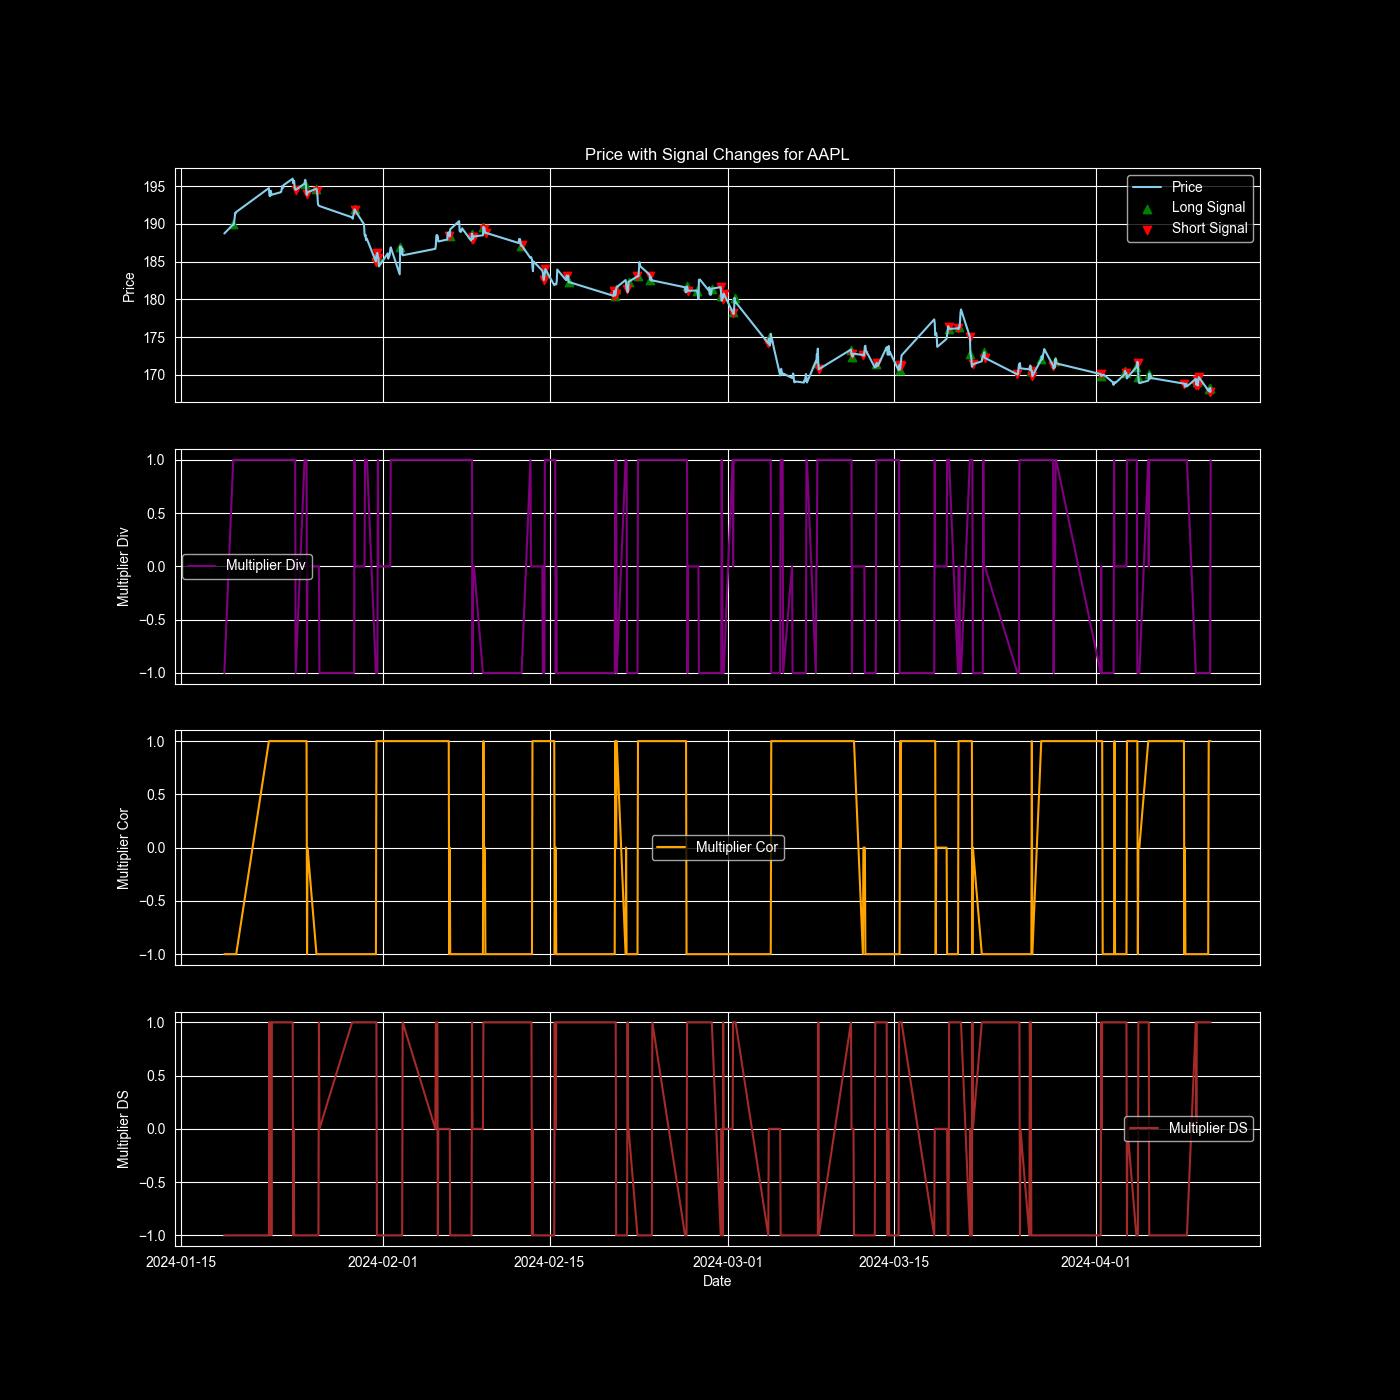 Price with Signal Changes for AAPL
195
190
185
180
175
170
Price
Price
Long Signal
Short Signal
1.0
0.5
0.0
−0.5
−1.0
Multiplier Div
Multiplier Div
1.0
0.5
0.0
−0.5
−1.0
Multiplier Cor
Multiplier Cor
1.0
0.5
0.0
−0.5
−1.0
Multiplier DS
Multiplier DS
2024-01-15 2024-02-01 2024-02-15 2024-03-01 2024-03-15 2024-04-01
Date